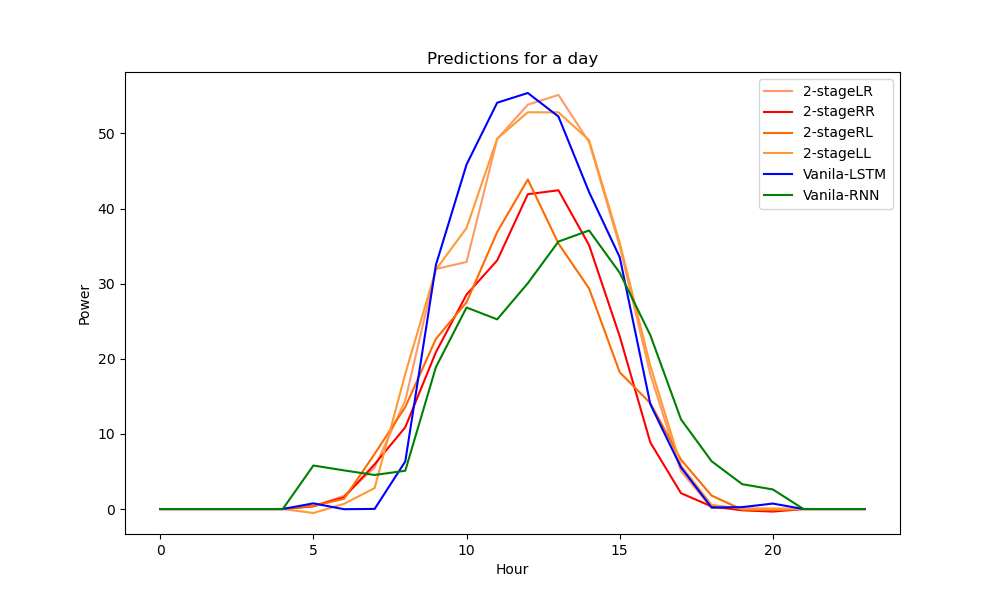 Predictions for a day
2-stageLR
2-stageRR
2-stageRL
2-stageLL
Vanila-LSTM
Vanila-RNN
Power
50
40
30
20
10
0
0 5 10 15 20
Hour